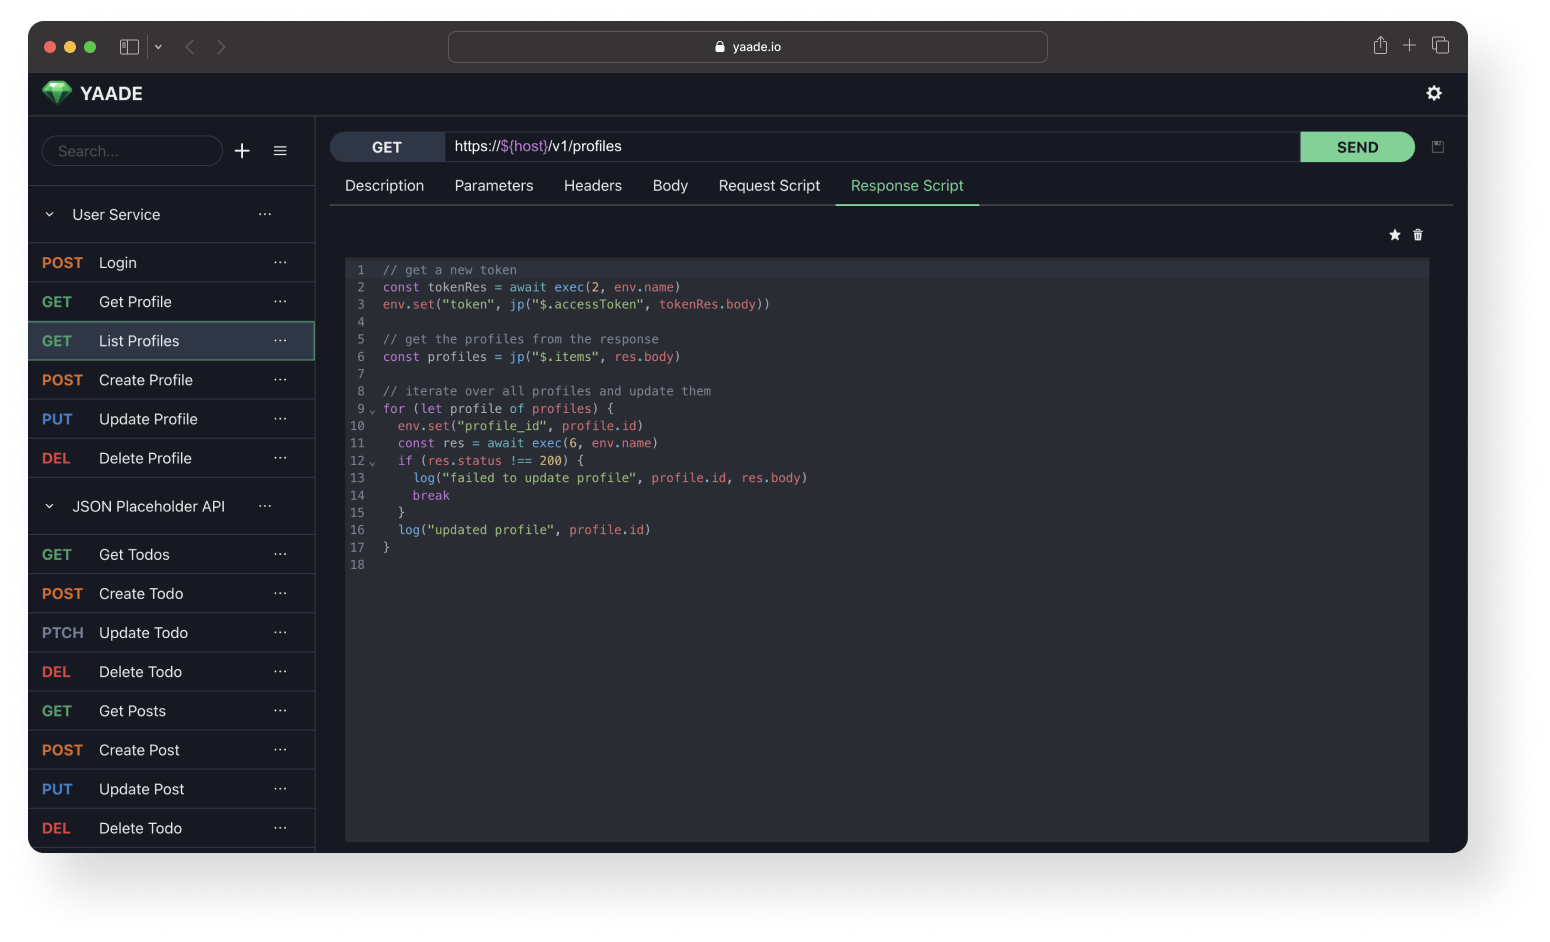 yaade.io
YAADE
Search...
User Service
POST Login
GET Get Profile
GET List Profiles
POST Create Profile
PUT Update Profile
DEL Delete Profile
JSON Placeholder API
GET Get Todos
POST Create Todo
PTCH Update Todo
DEL Delete Todo
GET Get Posts
POST Create Post
PUT Update Post
DEL Delete Todo
GET https://${host}/v1/profiles SEND
Description Parameters Headers Body Request Script Response Script
1 // get a new token
2 const tokenRes = await exec(2, env.name)
3 env.set("token", jp("$.accessToken", tokenRes.body))
4
5 // get the profiles from the response
6 const profiles = jp("$.items", res.body)
7
8 // iterate over all profiles and update them
9 for (let profile of profiles) {
10 env.set("profile_id", profile.id)
11 const res = await exec(6, env.name)
12 if (res.status !== 200) {
13 log("failed to update profile", profile.id, res.body)
14 break
15 }
16 log("updated profile", profile.id)
17 }
18